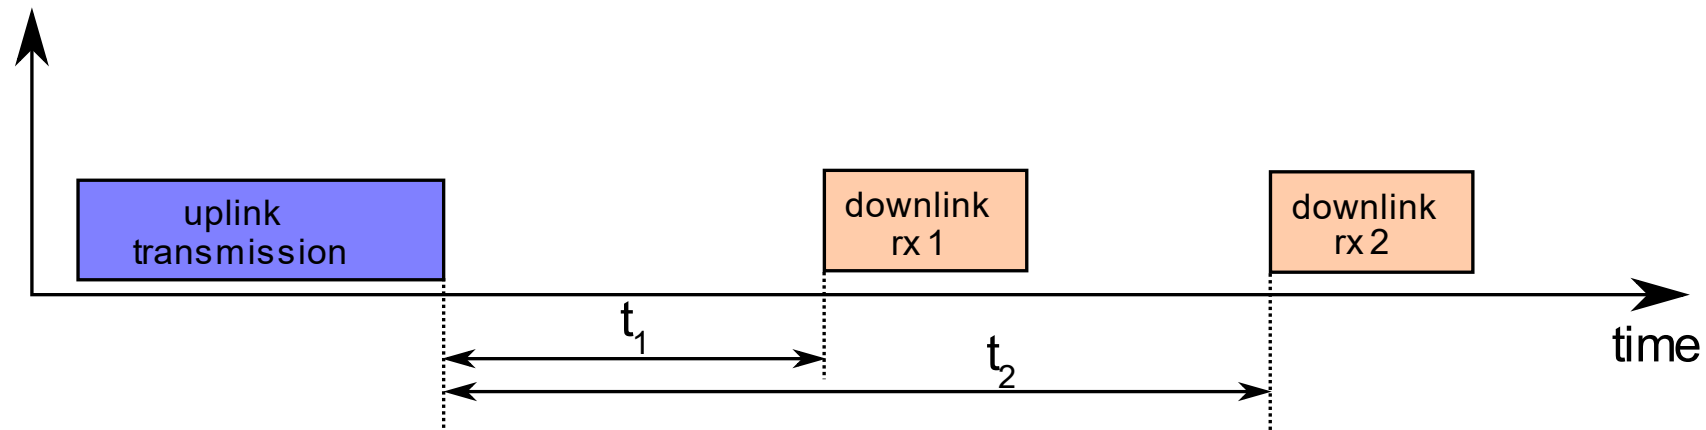 uplink
transmission
downlink
rx 1
downlink
rx 2
t1
t2
time